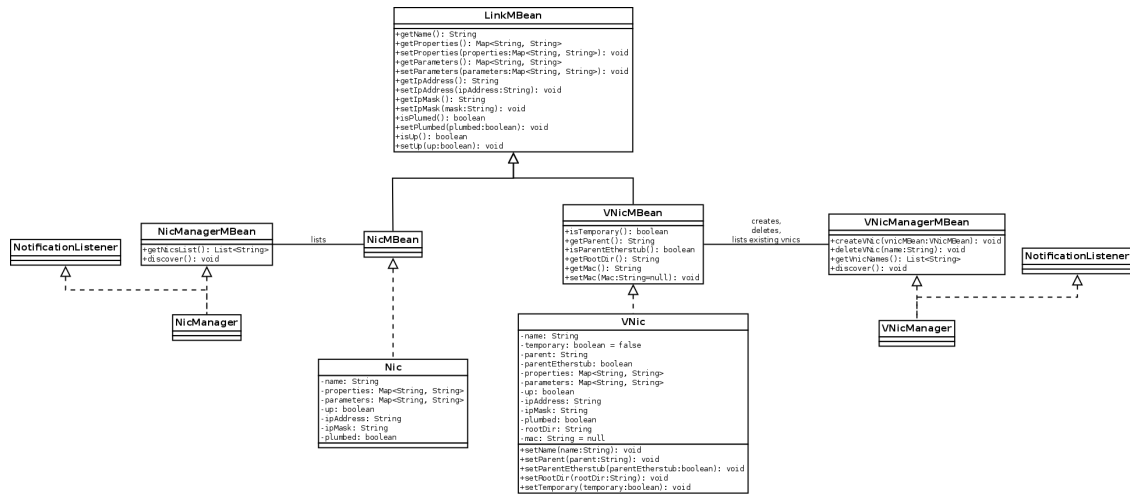 LinkMBean
+getName(): String
+getProperties(): Map<String, String>
+setProperties(properties:Map<String, String>): void
+getParameters(): Map<String, String>
+setParameters(parameters:Map<String, String>): void
+getIpAddress(): String
+setIpAddress(ipAddress:String): void
+getIpMask(): String
+setIpMask(mask:String): void
+isPlumed(): boolean
+setPlumbed(plumbed:boolean): void
+isUp(): boolean
+setUp(up:boolean): void
NotificationListener
NicManagerMBean
+getNicsList(): List<String>
+discover(): void
lists
NicMBean
VNicMBean
+isTemporary(): boolean
+getParent(): String
+isParentEtherstub(): boolean
+getRootDir(): String
+getMac(): String
+setMac(Mac:String=null): void
creates,
deletes,
lists existing vnics
VNicManagerMBean
+createVNic(vnicMBean:VNicMBean): void
+deleteVNic(name:String): void
+getVnicNames(): List<String>
+discover(): void
NotificationListener
NicManager
VNicManager
Nic
-name: String
-properties: Map<String, String>
-parameters: Map<String, String>
-up: boolean
-ipAddress: String
-ipMask: String
-plumbed: boolean
VNic
-name: String
-temporary: boolean = false
-parent: String
-parentEtherstub: boolean
-properties: Map<String, String>
-parameters: Map<String, String>
-up: boolean
-ipAddress: String
-ipMask: String
-plumbed: boolean
-rootDir: String
-mac: String = null
+setName(name:String): void
+setParent(parent:String): void
+setParentEtherstub(parentEtherstub:boolean): void
+setRootDir(rootDir:String): void
+setTemporary(temporary:boolean): void